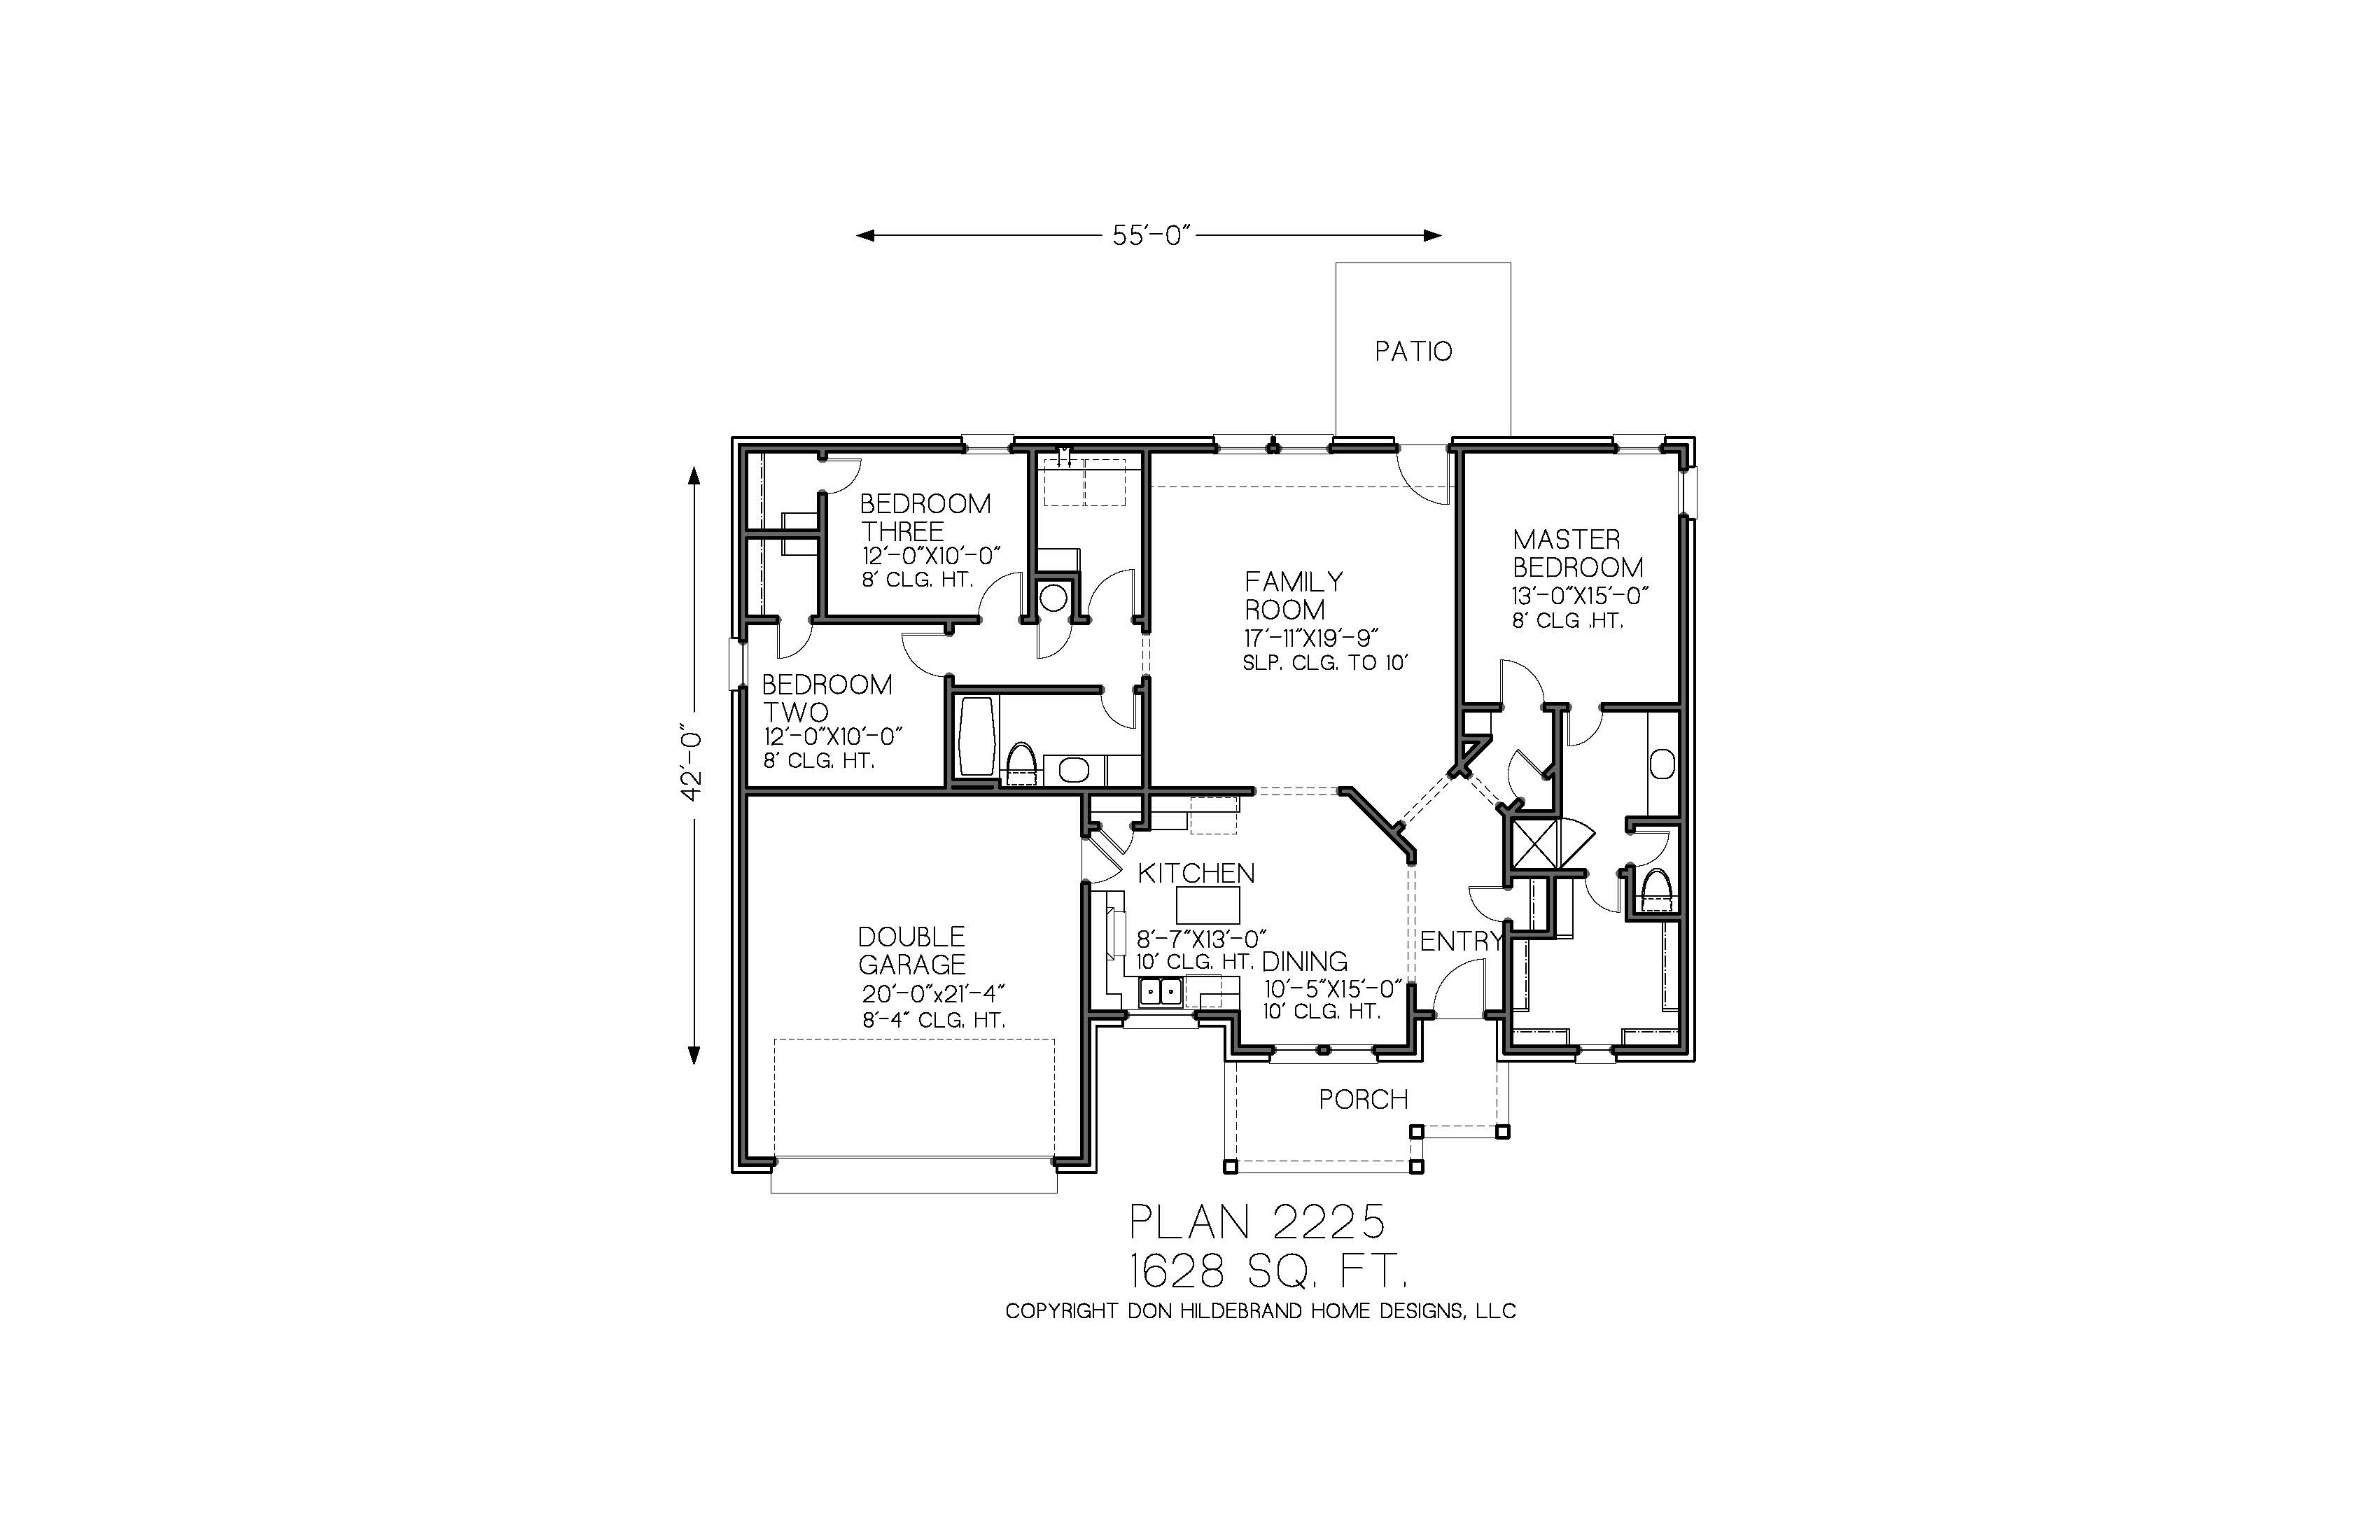 55'-0"
PATIO
42'-0"
BEDROOM
THREE
12'-0"X10'-0"
8' CLG. HT.
MASTER
BEDROOM
13'-0"X15'-0"
8' CLG .HT.
FAMILY
ROOM
17'-11"X19'-9"
SLP. CLG. TO 10'
BEDROOM
TWO
12'-0"X10'-0"
8' CLG. HT.
KITCHEN
8'-7"X13'-0"
10' CLG. HT.
DINING
10'-5"X15'-0"
10' CLG. HT.
ENTRY
DOUBLE
GARAGE
20'-0"x21'-4"
8'-4" CLG. HT.
PORCH
PLAN 2225
1628 SQ. FT.
COPYRIGHT DON HILDEBRAND HOME DESIGNS, LLC